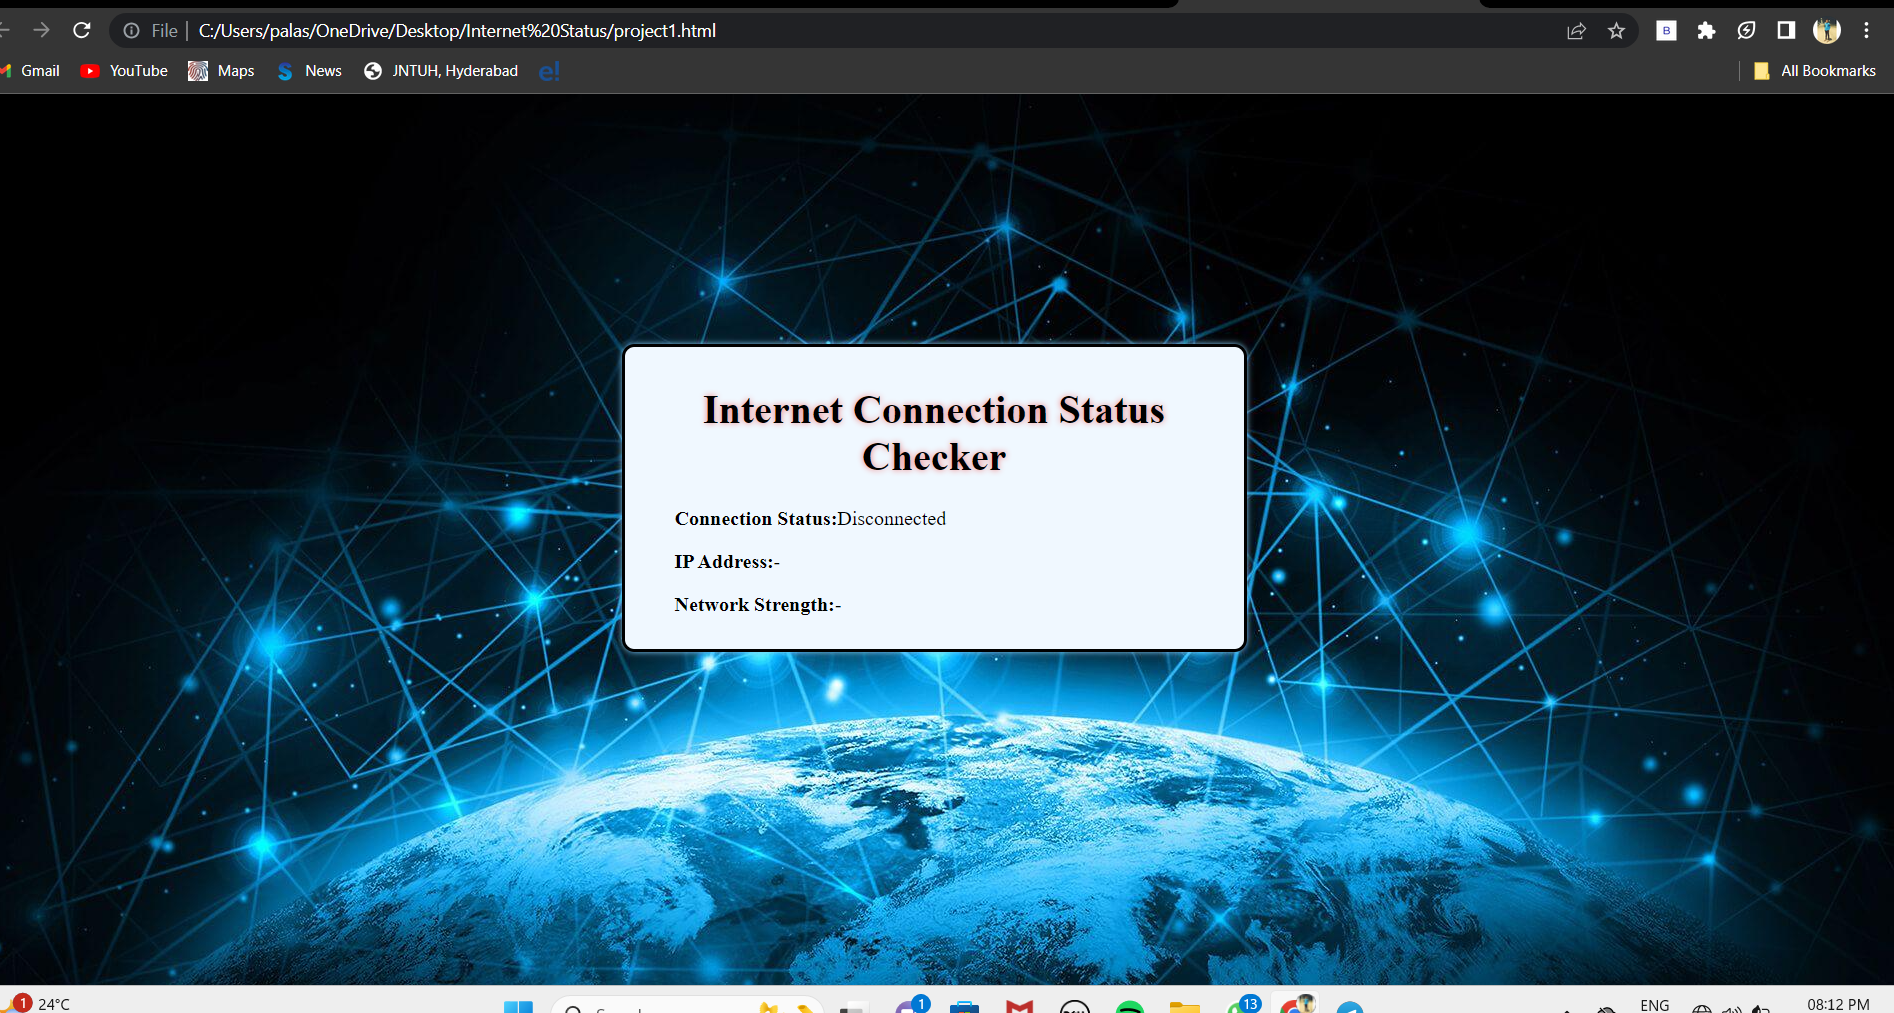 File C:/Users/palas/OneDrive/Desktop/Internet%20Status/project1.html
B
Gmail YouTube Maps S News JNTUH, Hyderabad e! All Bookmarks
Internet Connection Status
Checker
Connection Status:Disconnected
IP Address:-
Network Strength:-
1 24°C 1 13 ENG 08:12 PM